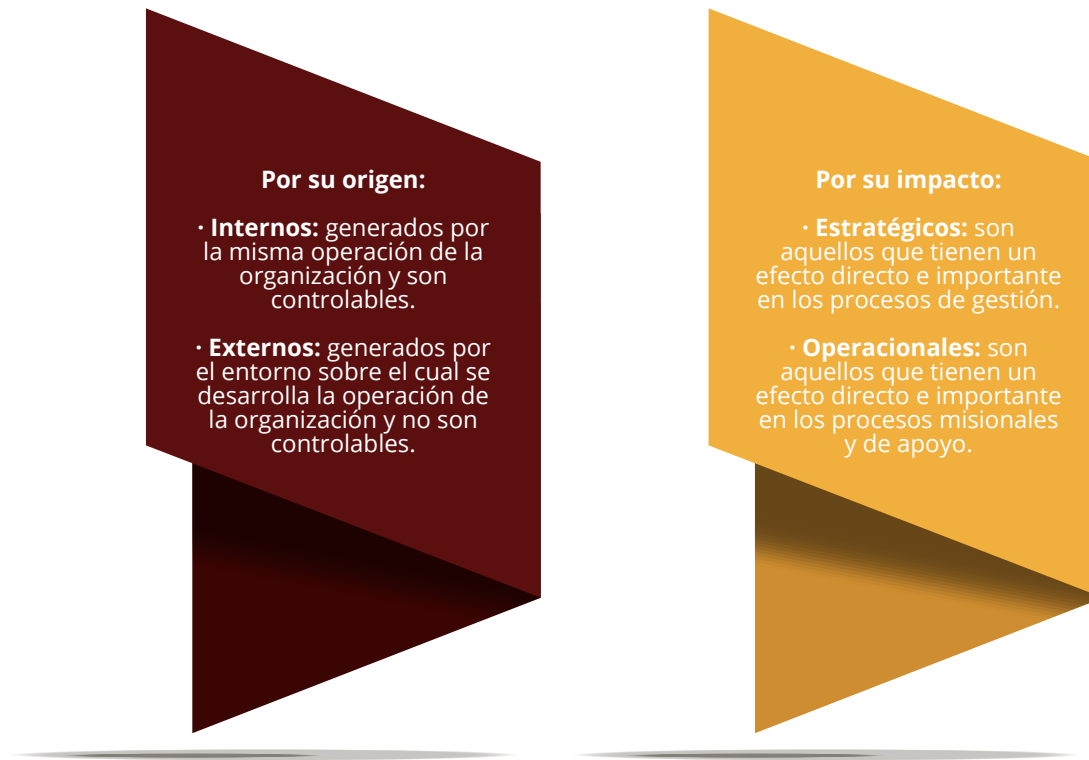 Por su origen:
· Internos: generados por
la misma operación de la
organización y son
controlables.
· Externos: generados por
el entorno sobre el cual se
desarrolla la operación de
la organización y no son
controlables.
Por su impacto:
· Estratégicos: son
aquellos que tienen un
efecto directo e importante
en los procesos de gestión.
· Operacionales: son
aquellos que tienen un
efecto directo e importante
en los procesos misionales
y de apoyo.